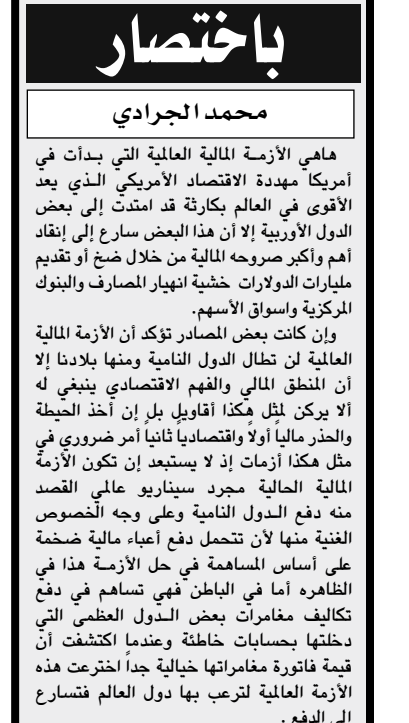 باختصار
محمد الجرادي
هاهي الأزمة المالية العالمية التي بدأت في
أمريكا مهددة الاقتصاد الأمريكي الذي يعد
الأقوى في العالم بكارثة قد امتدت إلى بعض
الدول الأوربية إلا أن هذا البعض سارع إلى إنقاد
أهم وأكبر صروحه المالية من خلال ضخ أو تقديم
مليارات الدولارات خشية انهيار المصارف والبنوك
المركزية واسواق الأسهم.
وإن كانت بعض المصادر تؤكد أن الأزمة المالية
العالمية لن تطال الدول النامية ومنها بلادنا إلا
أن المنطق المالي والفهم الاقتصادي ينبغي له
ألا يركن لمثل هكذا أقاويل بل إن أخذ الحيطة
والحذر مالياً أولاً واقتصادياً ثانياً أمر ضروري في
مثل هكذا أزمات إذ لا يستبعد إن تكون الأزمة
المالية الحالية مجرد سيناريو عالمي القصد
منه دفع الدول النامية وعلى وجه الخصوص
الغنية منها لأن تتحمل دفع أعباء مالية ضخمة
على أساس المساهمة في حل الأزمة هذا في
الظاهره أما في الباطن فهي تساهم في دفع
تكاليف مغامرات بعض الدول العظمى التي
دخلتها بحسابات خاطئة وعندما اكتشفت أن
قيمة فاتورة مغامراتها خيالية جداً اخترعت هذه
الأزمة العالمية لترعب بها دول العالم فتسارع
إلى الدفع.